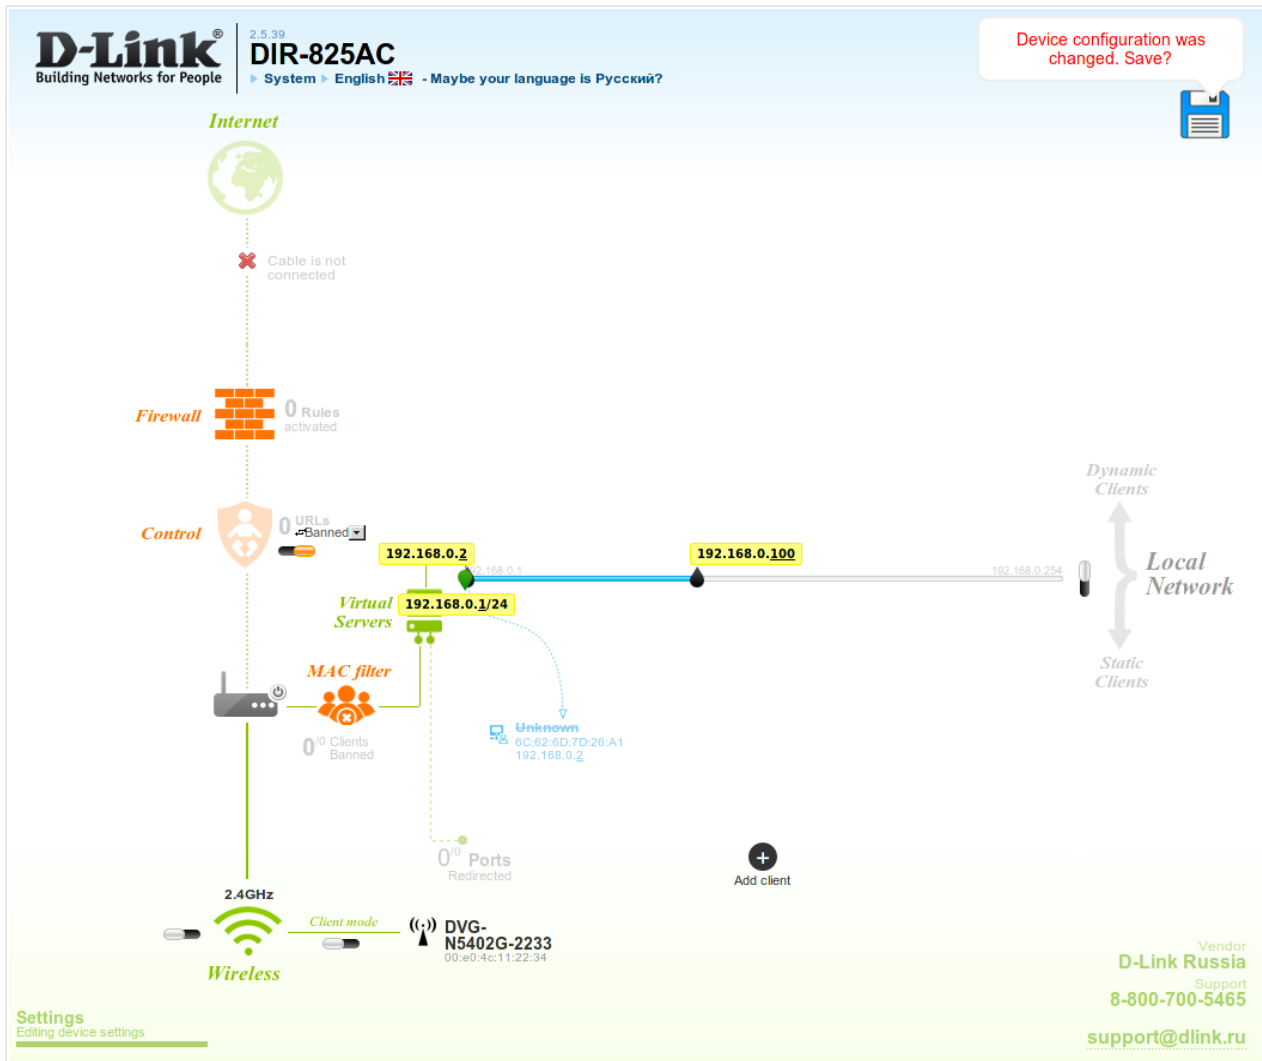 D-Link®
Building Networks for People
2.5.39
DIR-825AC
System English - Maybe your language is Русский?
Device configuration was
changed. Save?
Internet
Cable is not
connected
Firewall
0 Rules
activated
Control
0 URLs
Banned
192.168.0.2
192.168.0.100
192.168.0.254
192.168.0.1/24
Virtual
Servers
Dynamic
Clients
Local
Network
Static
Clients
MAC filter
0/0 Clients
Banned
Unknown
6C:62:6D:7D:26:A1
192.168.0.2
0/0 Ports
Redirected
Add client
2.4GHz
Client mode
DVG-
N5402G-2233
00:e0:4c:11:22:34
Wireless
Vendor
D-Link Russia
Support
8-800-700-5465
support@dlink.ru
Settings
Editing device settings